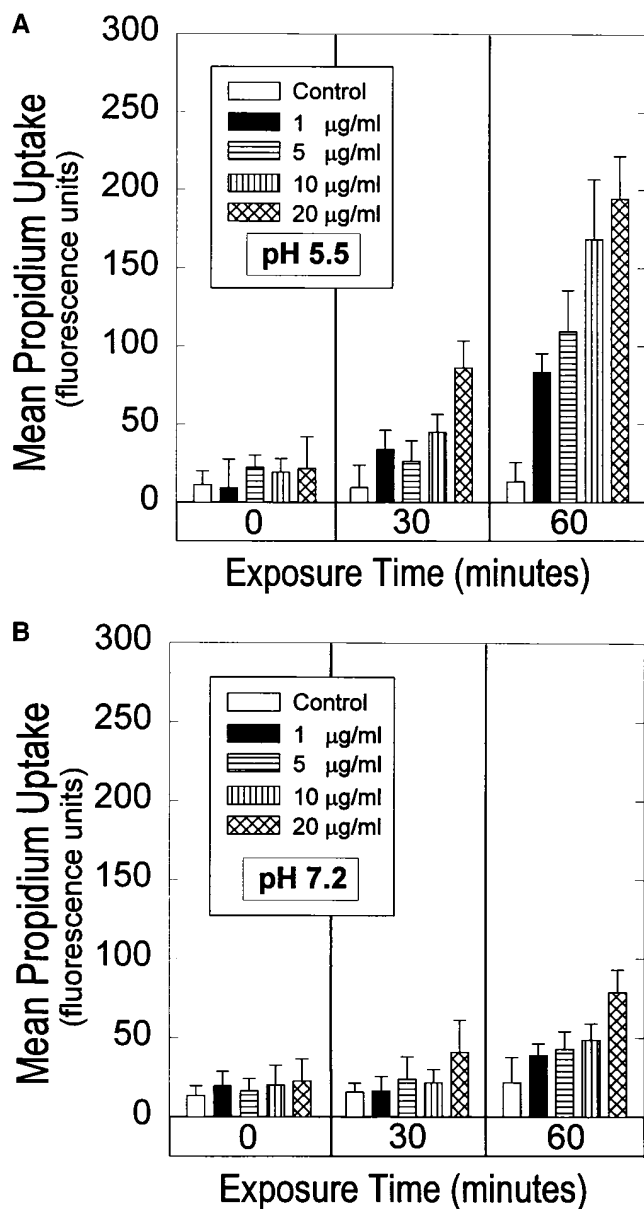 A
300
250
200
150
100
50
0
Mean Propidium Uptake
(fluorescence units)
Control
1 μg/ml
5 μg/ml
10 μg/ml
20 μg/ml
pH 5.5
0 30 60
Exposure Time (minutes)
B
300
250
200
150
100
50
0
Mean Propidium Uptake
(fluorescence units)
Control
1 μg/ml
5 μg/ml
10 μg/ml
20 μg/ml
pH 7.2
0 30 60
Exposure Time (minutes)